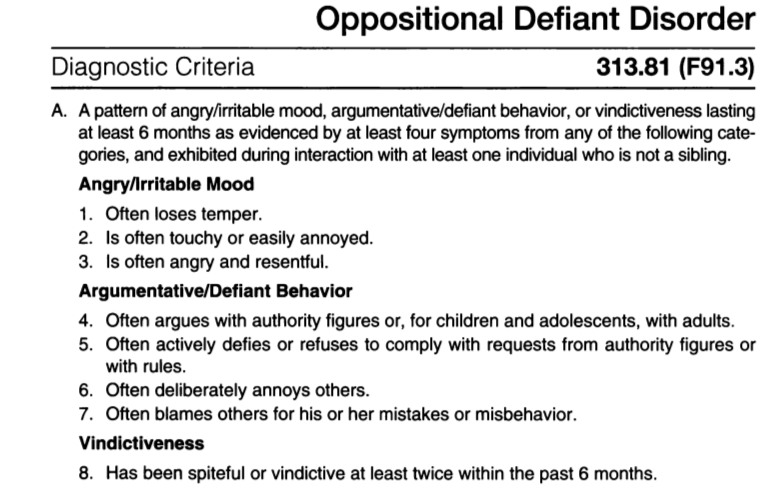 Oppositional Defiant Disorder
Diagnostic Criteria 313.81 (F91.3)
A. A pattern of angry/irritable mood, argumentative/defiant behavior, or vindictiveness lasting
at least 6 months as evidenced by at least four symptoms from any of the following cate-
gories, and exhibited during interaction with at least one individual who is not a sibling.
Angry/Irritable Mood
1. Often loses temper.
2. Is often touchy or easily annoyed.
3. Is often angry and resentful.
Argumentative/Defiant Behavior
4. Often argues with authority figures or, for children and adolescents, with adults.
5. Often actively defies or refuses to comply with requests from authority figures or
with rules.
6. Often deliberately annoys others.
7. Often blames others for his or her mistakes or misbehavior.
Vindictiveness
8. Has been spiteful or vindictive at least twice within the past 6 months.